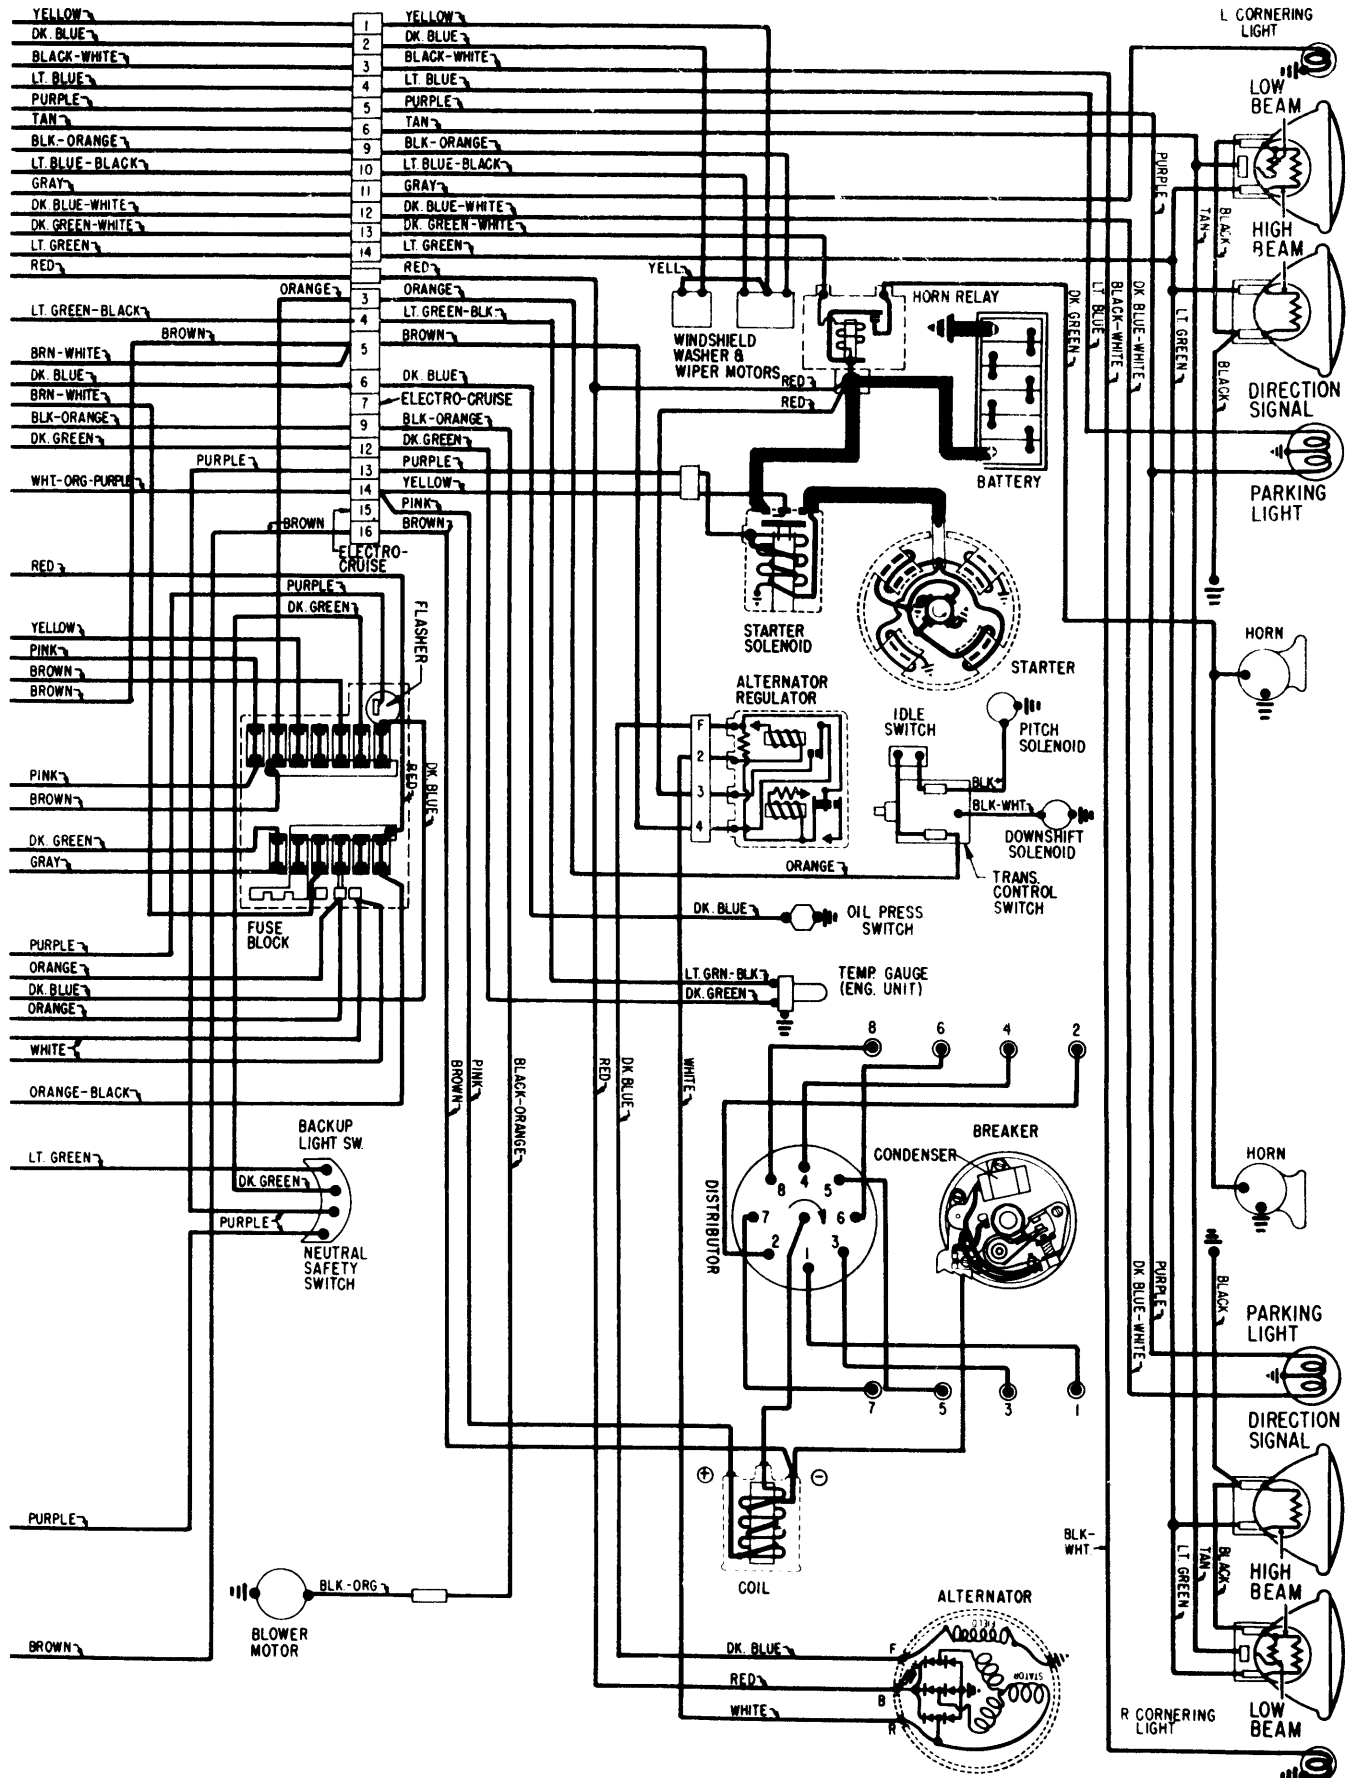 YELLOW 1 YELLOW
DK. BLUE 2 DK. BLUE
BLACK-WHITE 3 BLACK-WHITE
LT. BLUE 4 LT. BLUE
PURPLE 5 PURPLE
TAN 6 TAN
BLK.-ORANGE 9 BLK-ORANGE
LT. BLUE-BLACK 10 LT. BLUE-BLACK
GRAY 11 GRAY
DK. BLUE-WHITE 12 DK. BLUE-WHITE
DK. GREEN-WHITE 13 DK. GREEN-WHITE
LT. GREEN 14 LT. GREEN
RED RED
ORANGE 3 ORANGE
LT. GREEN-BLACK 4 LT. GREEN-BLK
BROWN 5 BROWN
BRN-WHITE
DK. BLUE 6 DK. BLUE
BRN-WHITE 7 ELECTRO-CRUISE
BLK-ORANGE 9 BLK-ORANGE
DK. GREEN 12 DK. GREEN
PURPLE 13 PURPLE
WHT-ORG-PURPLE 14 YELLOW
15 PINK
BROWN 16 BROWN
ELECTRO-
CRUISE
RED
PURPLE
DK. GREEN
FLASHER
YELLOW
PINK
BROWN
BROWN
PINK
BROWN
RED
DK. BLUE
DK. GREEN
GRAY
FUSE
BLOCK
PURPLE
ORANGE
DK. BLUE
ORANGE
WHITE
ORANGE-BLACK
BACKUP
LIGHT SW.
LT. GREEN
DK. GREEN
PURPLE
NEUTRAL
SAFETY
SWITCH
PURPLE
BLK.-ORG
BLOWER
MOTOR
BROWN
BROWN
PINK
BLACK-ORANGE
RED
DK. BLUE
WHITE
YELL
WINDSHIELD
WASHER &
WIPER MOTORS
HORN RELAY
RED
RED
BATTERY
STARTER
SOLENOID
STARTER
ALTERNATOR
REGULATOR
F
2
3
4
IDLE
SWITCH
PITCH
SOLENOID
BLK
BLK-WHT.
DOWNSHIFT
SOLENOID
ORANGE
TRANS.
CONTROL
SWITCH
DK. BLUE
OIL PRESS
SWITCH
LT. GRN.-BLK
DK. GREEN
TEMP. GAUGE
(ENG. UNIT)
8 6 4 2
DISTRIBUTOR
8 4 5
7 6
2 1 3
BREAKER
CONDENSER
7 5 3 1
+ −
COIL
ALTERNATOR
FIELD
STATOR
DK. BLUE F
RED B
WHITE R
L CORNERING
LIGHT
LOW
BEAM
PURPLE
TAN
BLACK
HIGH
BEAM
DK GREEN
LT BLUE
BLACK-WHITE
DK BLUE-WHITE
LT GREEN
BLACK
DIRECTION
SIGNAL
PARKING
LIGHT
HORN
HORN
BLACK
PURPLE
DK BLUE-WHITE
PARKING
LIGHT
DIRECTION
SIGNAL
BLK-
WHT.
LT GREEN
TAN
BLACK
HIGH
BEAM
R CORNERING
LIGHT
LOW
BEAM